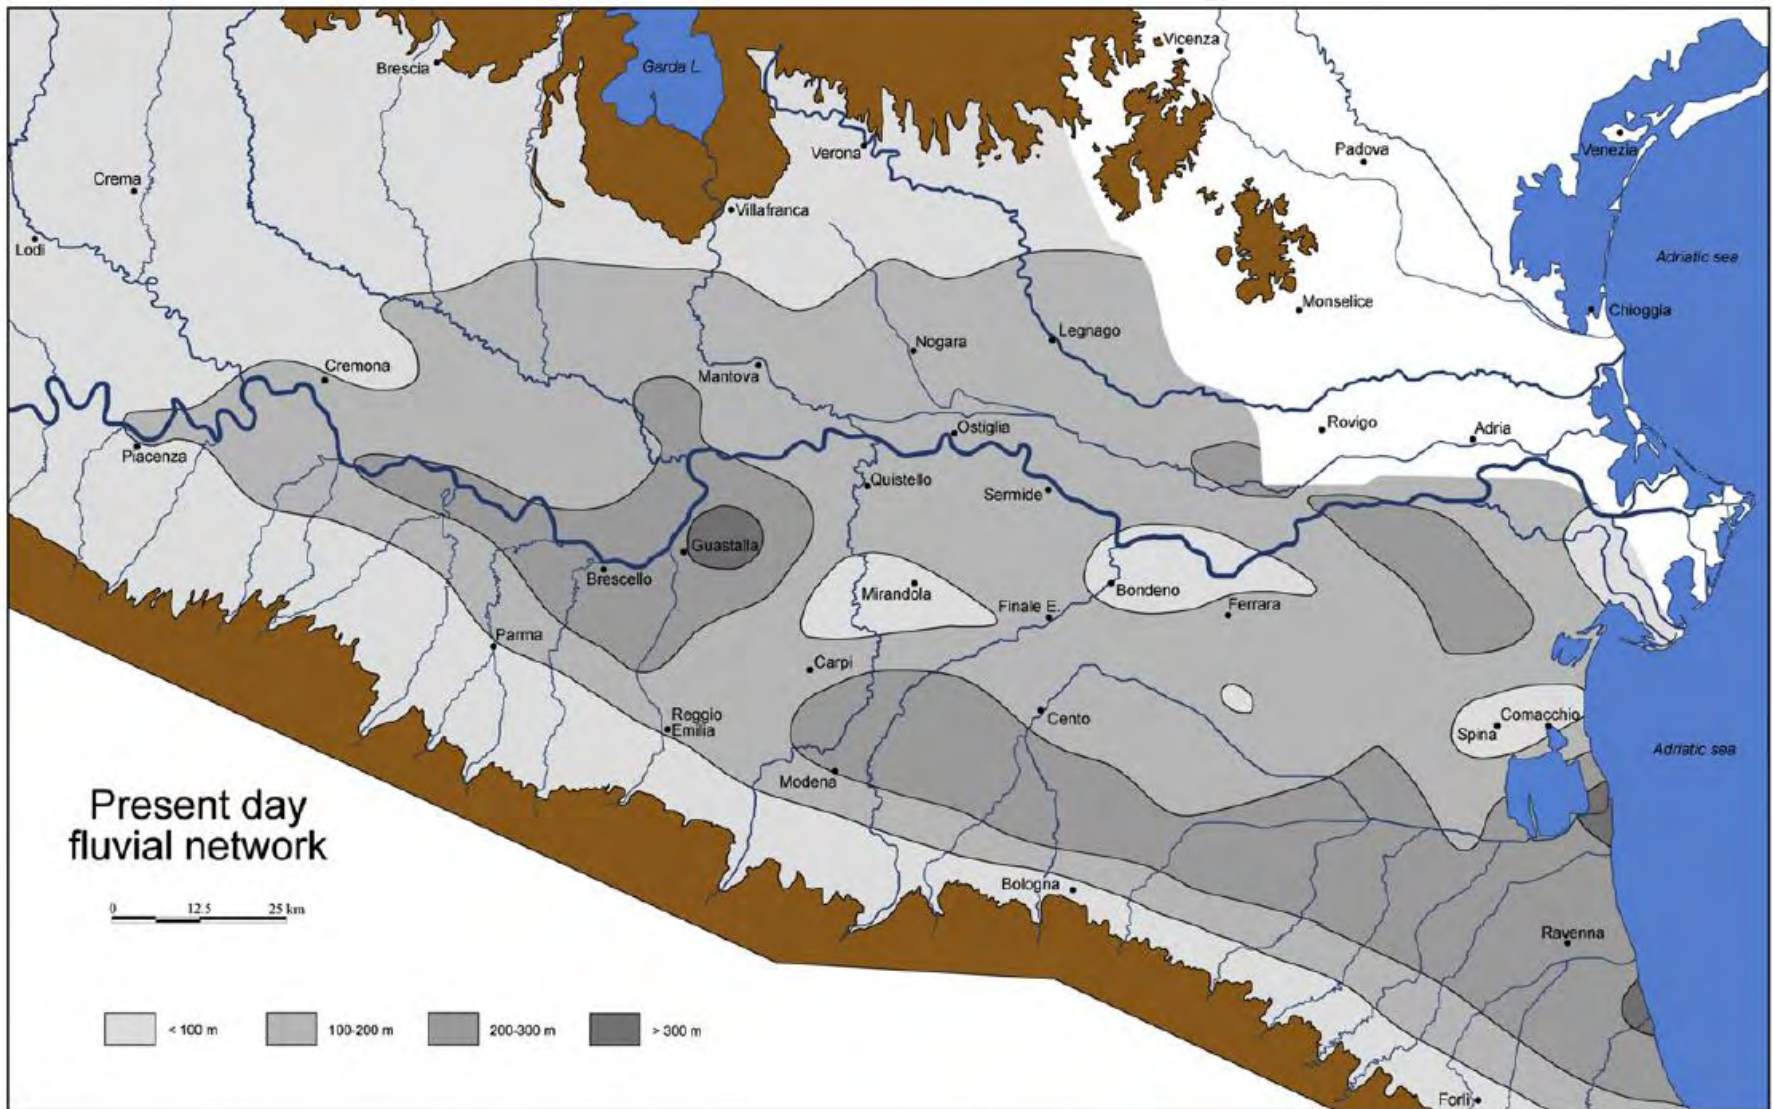 Vicenza
Brescia
Garda L.
Verona
Padova
Venezia
Crema
Villafranca
Lodi
Adriatic sea
Monselice
Chioggia
Legnago
Nogara
Cremona
Mantova
Ostiglia
Rovigo
Adria
Piacenza
Quistello
Sermide
Guastalla
Brescello
Mirandola
Bondeno
Finale E.
Ferrara
Parma
Carpi
Reggio
Emilia
Cento
Comacchio
Spina
Adriatic sea
Modena
Present day
fluvial network
Bologna
0 12.5 25 km
Ravenna
< 100 m 100-200 m 200-300 m > 300 m
Forlì